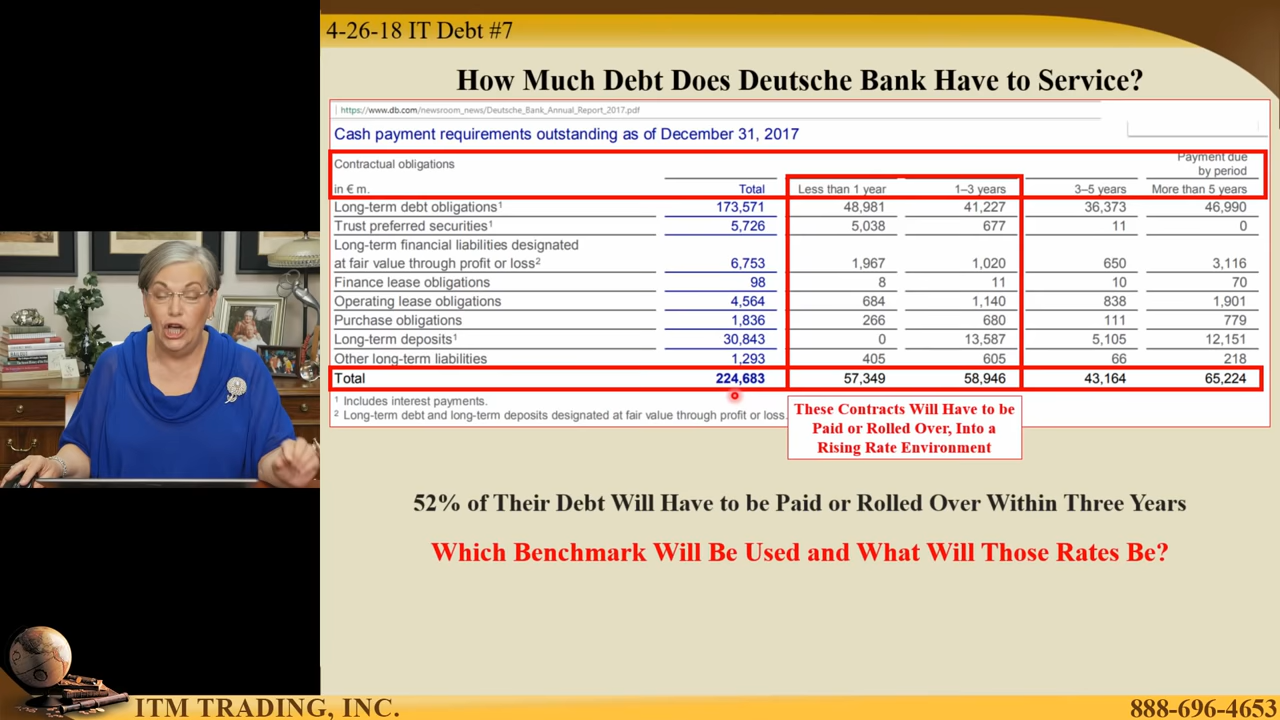 4-26-18 IT Debt #7
How Much Debt Does Deutsche Bank Have to Service?
https://www.db.com/newsroom_news/Deutsche_Bank_Annual_Report_2017.pdf
Cash payment requirements outstanding as of December 31, 2017
Contractual obligations Payment due by period
in € m. Total Less than 1 year 1–3 years 3–5 years More than 5 years
Long-term debt obligations¹ 173,571 48,981 41,227 36,373 46,990
Trust preferred securities¹ 5,726 5,038 677 11 0
Long-term financial liabilities designated
at fair value through profit or loss² 6,753 1,967 1,020 650 3,116
Finance lease obligations 98 8 11 10 70
Operating lease obligations 4,564 684 1,140 838 1,901
Purchase obligations 1,836 266 680 111 779
Long-term deposits¹ 30,843 0 13,587 5,105 12,151
Other long-term liabilities 1,293 405 605 66 218
Total 224,683 57,349 58,946 43,164 65,224
¹ Includes interest payments.
² Long-term debt and long-term deposits designated at fair value through profit or loss.
These Contracts Will Have to be
Paid or Rolled Over, Into a
Rising Rate Environment
52% of Their Debt Will Have to be Paid or Rolled Over Within Three Years
Which Benchmark Will Be Used and What Will Those Rates Be?
ITM TRADING, INC.
888-696-4653